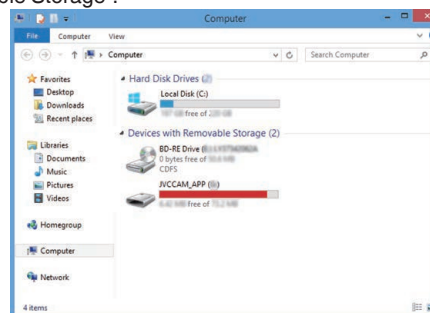 ble Storage".
Computer
File Computer View
Computer
Search Computer
Favorites
Desktop
Downloads
Recent places
Libraries
Documents
Music
Pictures
Videos
Homegroup
Computer
Network
Hard Disk Drives (2)
Local Disk (C:)
free of
Devices with Removable Storage (2)
BD-RE Drive
0 bytes free of
CDFS
JVCCAM_APP
free of
4 items